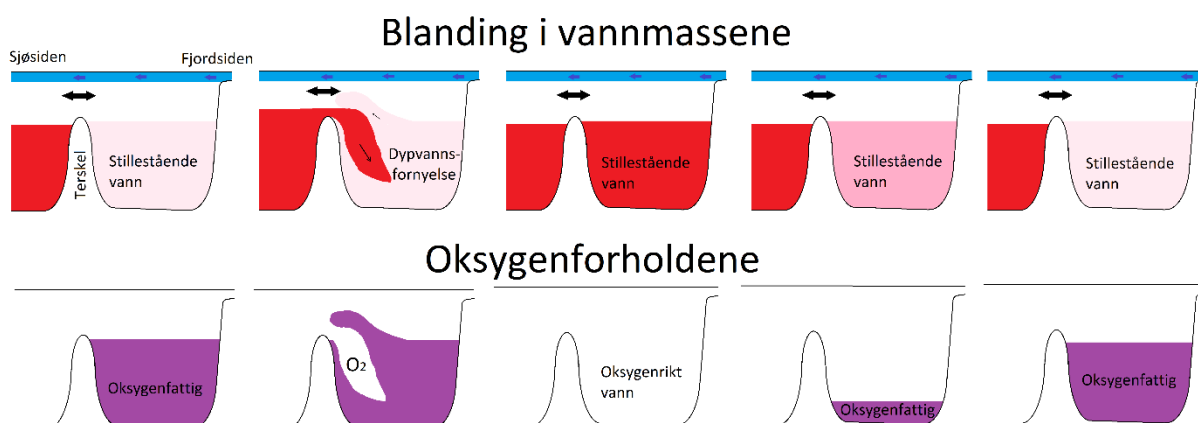 Blanding i vannmassene
Sjøsiden
Fjordsiden
Terskel
Stillestående
vann
Dypvanns-
fornyelse
Stillestående
vann
Stillestående
vann
Stillestående
vann
Oksygenforholdene
Oksygenfattig
O2
Oksygenrikt
vann
Oksygenfattig
Oksygenfattig